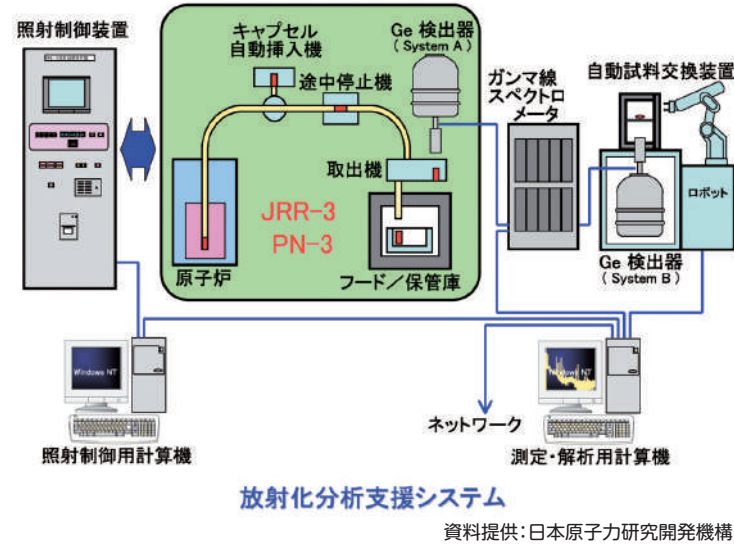 照射制御装置
キャプセル
自動挿入機
途中停止機
Ge 検出器
( System A )
ガンマ線
スペクトロ
メータ
自動試料交換装置
取出機
JRR-3
PN-3
原子炉
フード/保管庫
ロボット
Ge 検出器
( System B )
Windows NT
Windows NT
ネットワーク
照射制御用計算機
測定・解析用計算機
放射化分析支援システム
資料提供:日本原子力研究開発機構